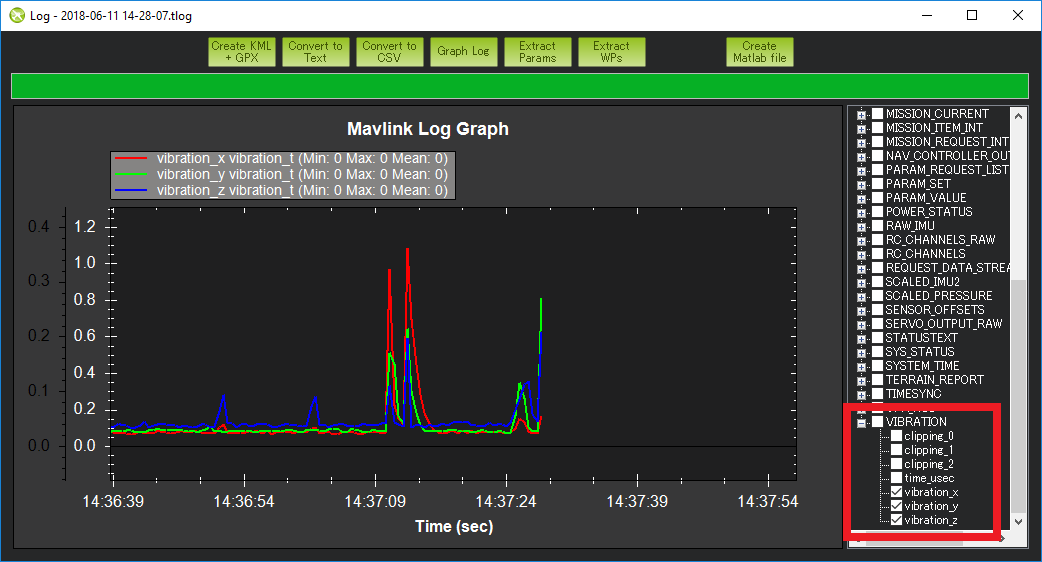 Log - 2018-06-11 14-28-07.tlog
Create KML + GPX
Convert to Text
Convert to CSV
Graph Log
Extract Params
Extract WPs
Create Matlab file
Mavlink Log Graph
vibration_x vibration_t (Min: 0 Max: 0 Mean: 0)
vibration_y vibration_t (Min: 0 Max: 0 Mean: 0)
vibration_z vibration_t (Min: 0 Max: 0 Mean: 0)
0.4
0.3
0.2
0.1
0.0
1.2
1.0
0.8
0.6
0.4
0.2
0.0
14:36:39 14:36:54 14:37:09 14:37:24 14:37:39 14:37:54
Time (sec)
MISSION_CURRENT
MISSION_ITEM_INT
MISSION_REQUEST_INT
NAV_CONTROLLER_OU
PARAM_REQUEST_LIST
PARAM_SET
PARAM_VALUE
POWER_STATUS
RAW_IMU
RC_CHANNELS_RAW
RC_CHANNELS
REQUEST_DATA_STREA
SCALED_IMU2
SCALED_PRESSURE
SENSOR_OFFSETS
SERVO_OUTPUT_RAW
STATUSTEXT
SYS_STATUS
SYSTEM_TIME
TERRAIN_REPORT
TIMESYNC
VIBRATION
clipping_0
clipping_1
clipping_2
time_usec
vibration_x
vibration_y
vibration_z